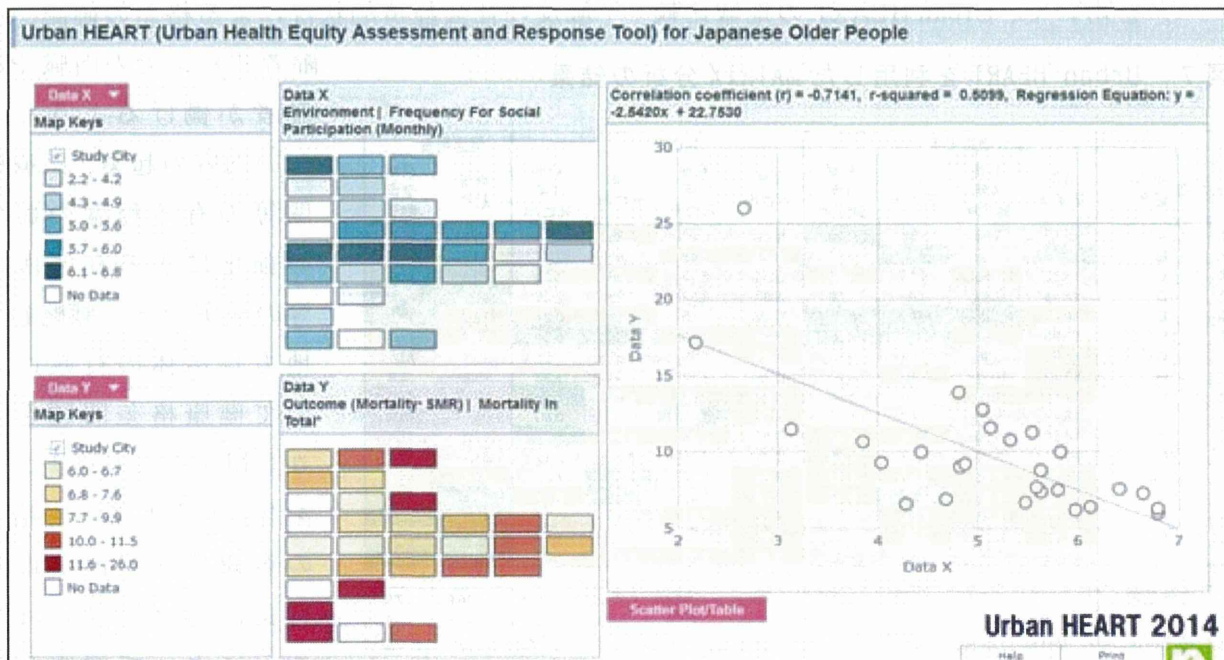 Urban HEART (Urban Health Equity Assessment and Response Tool) for Japanese Older People
Data X
Map Keys
Study City
2.2 - 4.2
4.3 - 4.9
5.0 - 5.6
5.7 - 6.0
6.1 - 6.8
No Data
Data X
Environment | Frequency For Social
Participation (Monthly)
Data Y
Map Keys
Study City
6.0 - 6.7
6.8 - 7.6
7.7 - 9.9
10.0 - 11.5
11.6 - 26.0
No Data
Data Y
Outcome (Mortality· SMR) | Mortality In
Total*
Correlation coefficient (r) = -0.7141, r-squared = 0.5099, Regression Equation: y =
-2.5420x + 22.7530
30
25
20
15
10
5
Data Y
2
3
4
5
6
7
Data X
Scatter Plot/Table
Urban HEART 2014
Help
Print